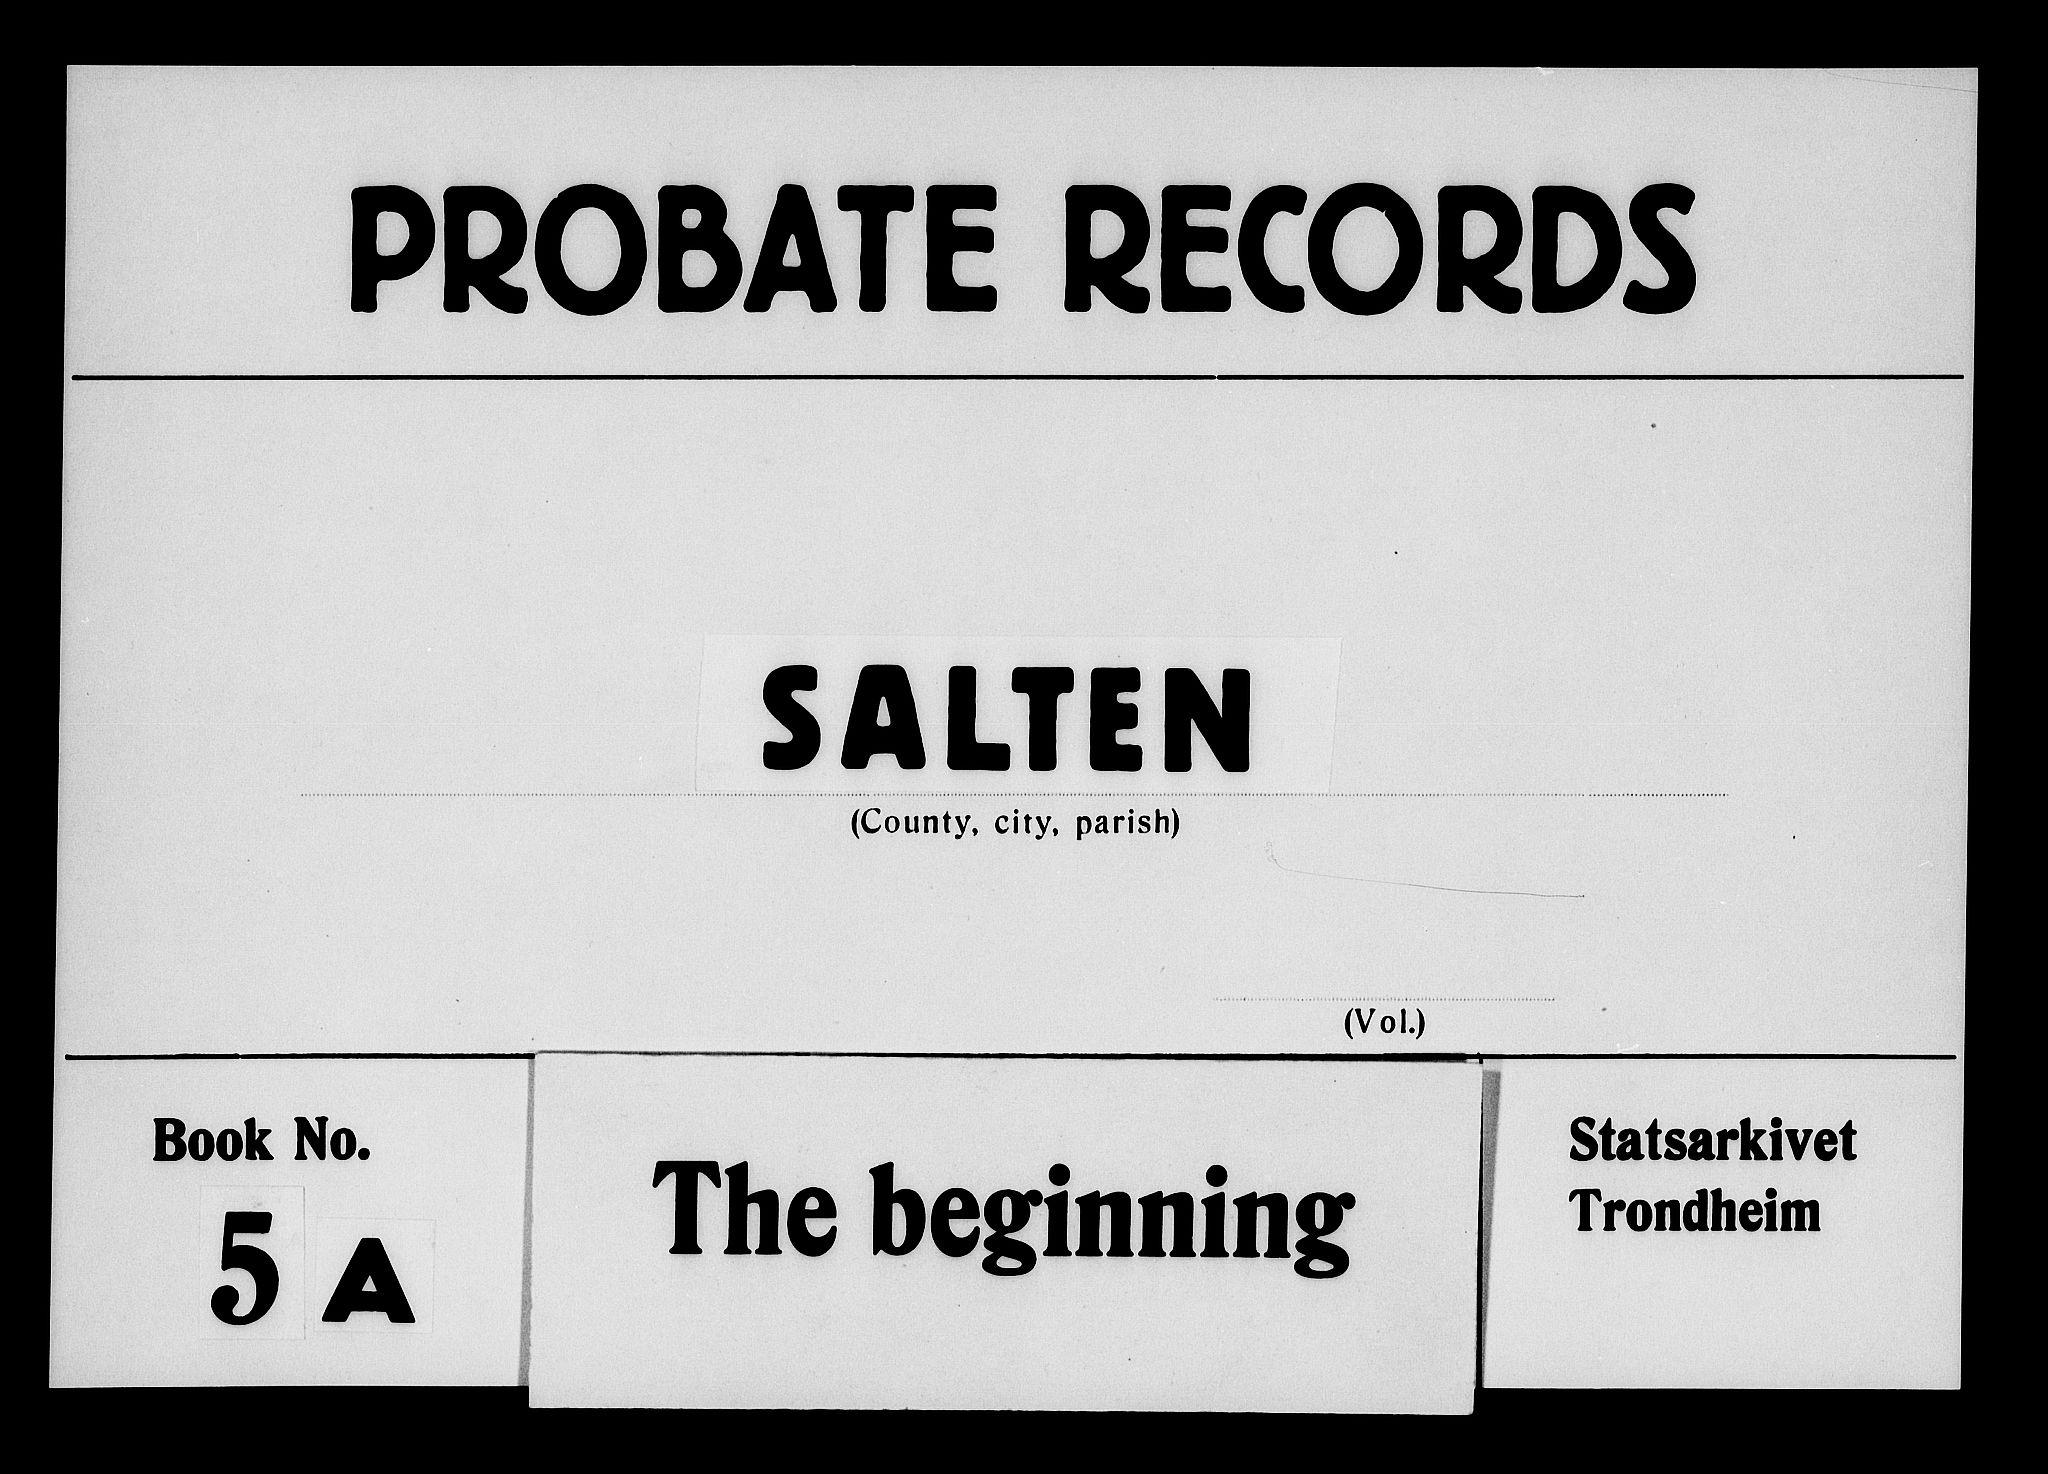 PROBATE RECORDS
SALTEN
(County, city, parish)
(Vol.)
Book No.
5 A
The beginning
Statsarkivet
Trondheim